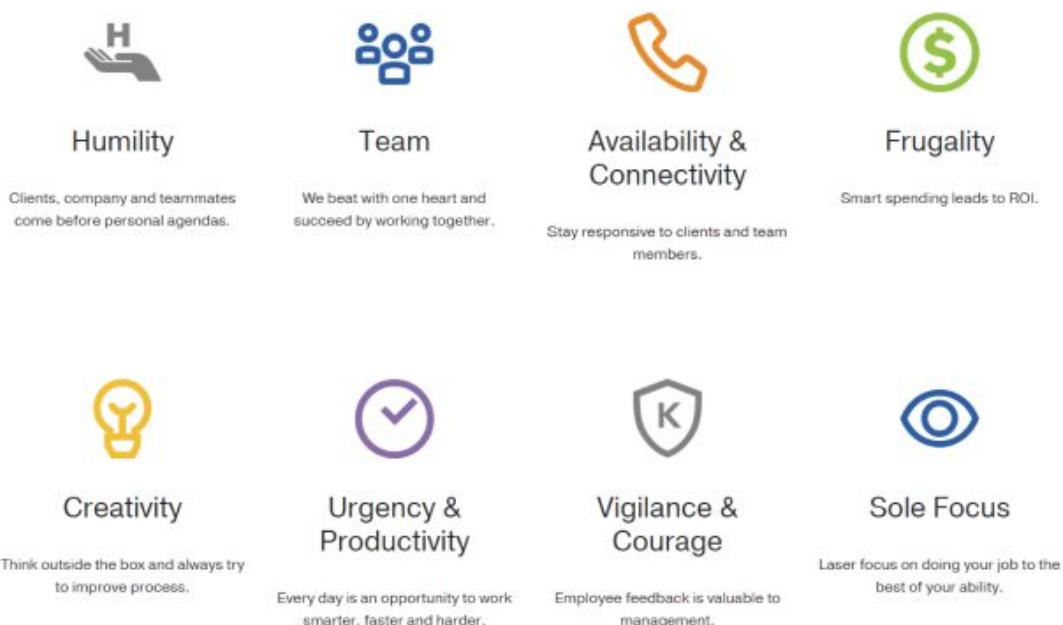 H
Humility
Clients, company and teammates
come before personal agendas.
Team
We beat with one heart and
succeed by working together.
Availability &
Connectivity
Stay responsive to clients and team
members.
$
Frugality
Smart spending leads to ROI.
Creativity
Think outside the box and always try
to improve process.
Urgency &
Productivity
Every day is an opportunity to work
smarter, faster and harder.
K
Vigilance &
Courage
Employee feedback is valuable to
management.
Sole Focus
Laser focus on doing your job to the
best of your ability.